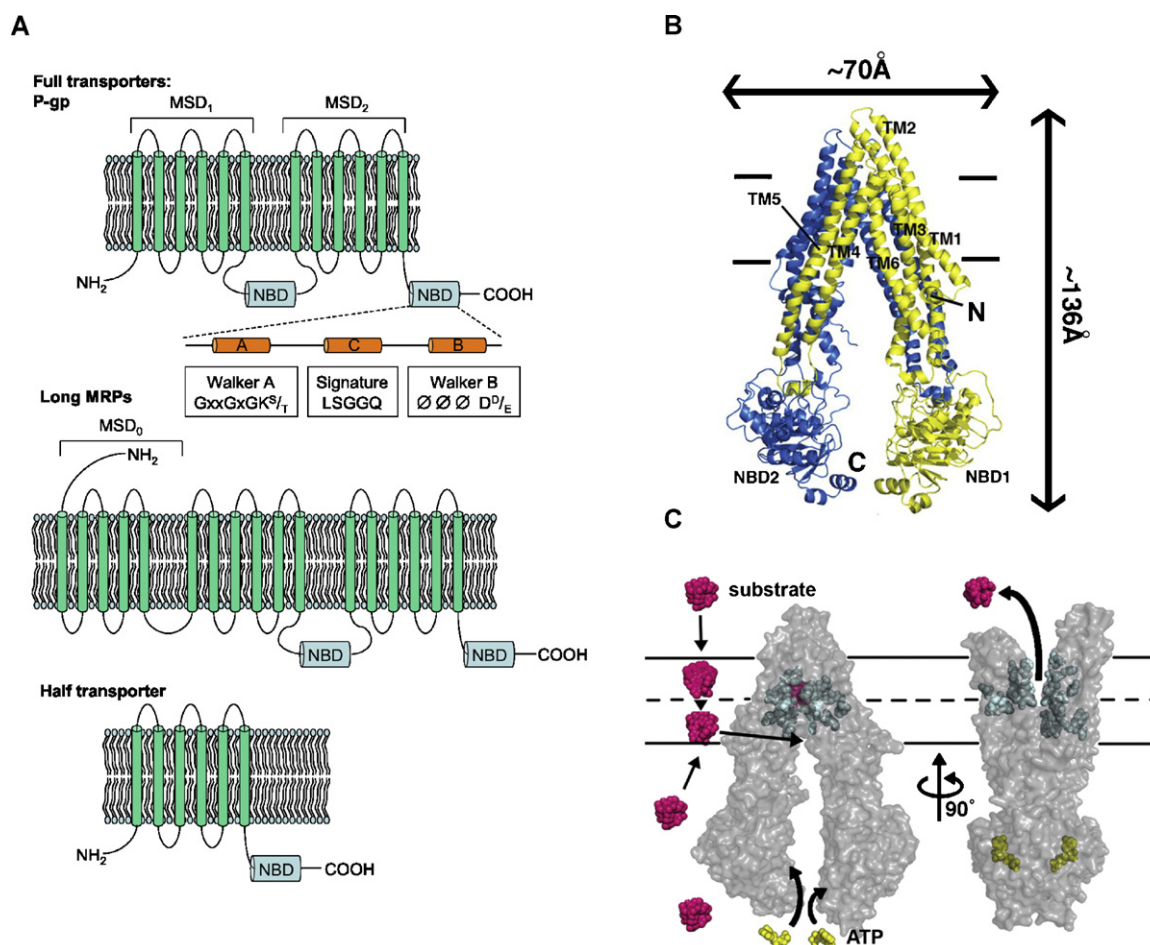 A
Full transporters:
P-gp
MSD₁
MSD₂
NH₂
NBD
NBD
COOH
A
C
B
Walker A
GxxGxGKˢ/ₜ
Signature
LSGGQ
Walker B
∅ ∅ ∅ Dᴰ/ᴇ
Long MRPs
MSD₀
NH₂
NBD
NBD
COOH
Half transporter
NH₂
NBD
COOH
B
~70Å
TM2
TM5
TM3
TM1
TM4
TM6
N
~136Å
C
NBD2
NBD1
C
substrate
90°
ATP